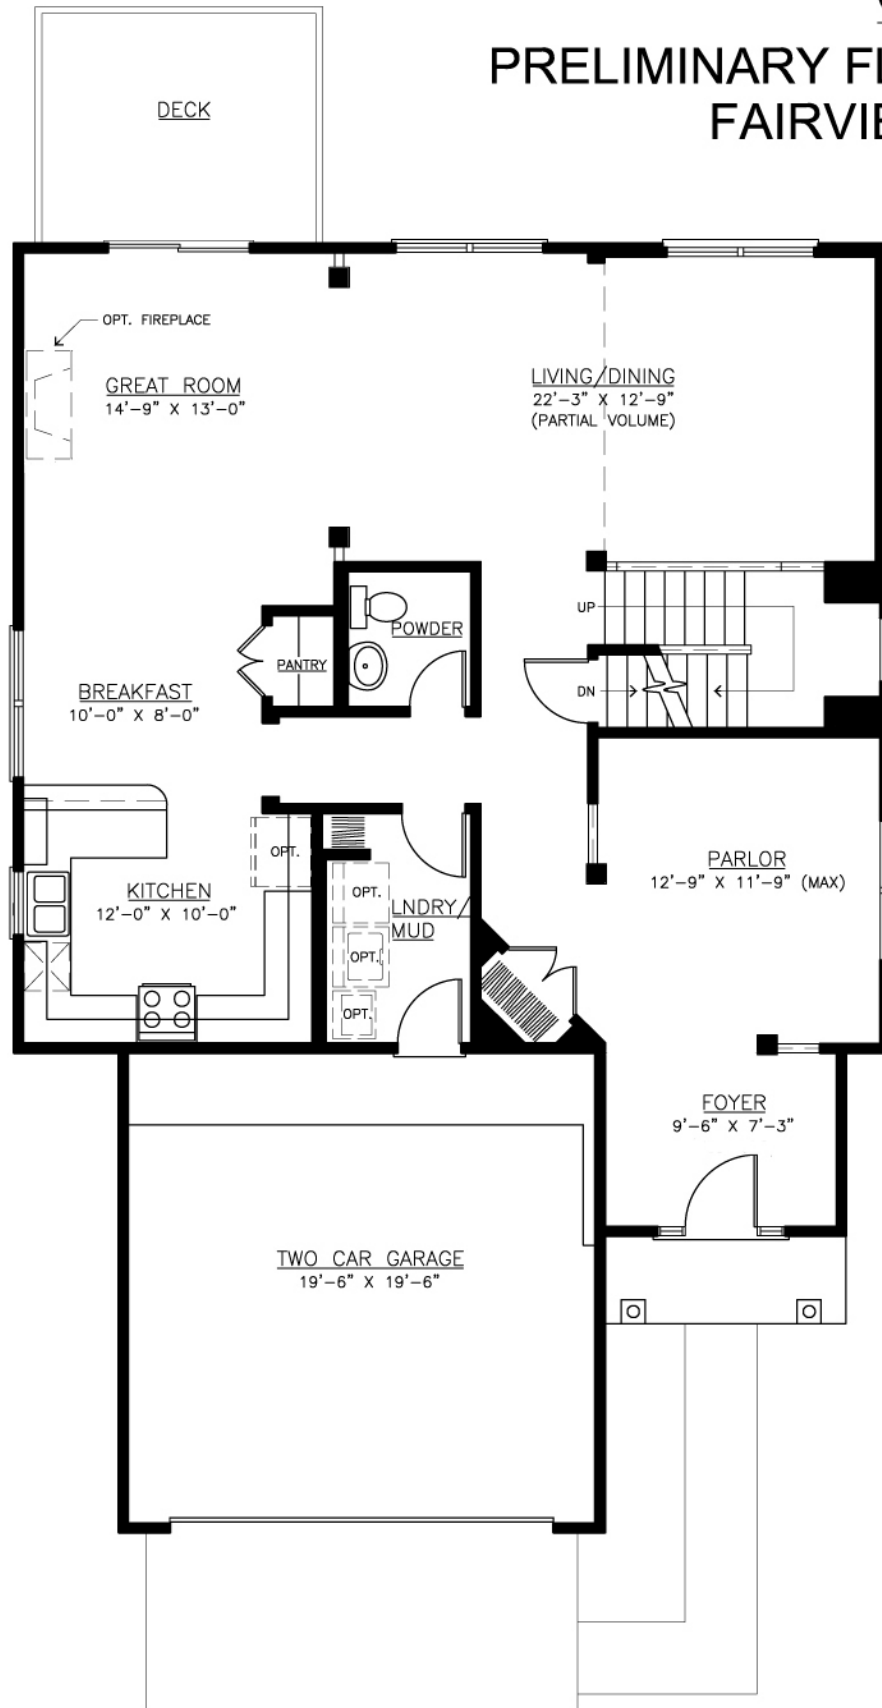 PRELIMINARY
DECK
OPT. FIREPLACE
GREAT ROOM
14'-9" X 13'-0"
LIVING/DINING
22'-3" X 12'-9"
(PARTIAL VOLUME)
UP
POWDER
PANTRY
DN
BREAKFAST
10'-0" X 8'-0"
OPT.
PARLOR
12'-9" X 11'-9" (MAX)
KITCHEN
12'-0" X 10'-0"
OPT.
LNDRY/
MUD
OPT.
OPT.
FOYER
9'-6" X 7'-3"
TWO CAR GARAGE
19'-6" X 19'-6"